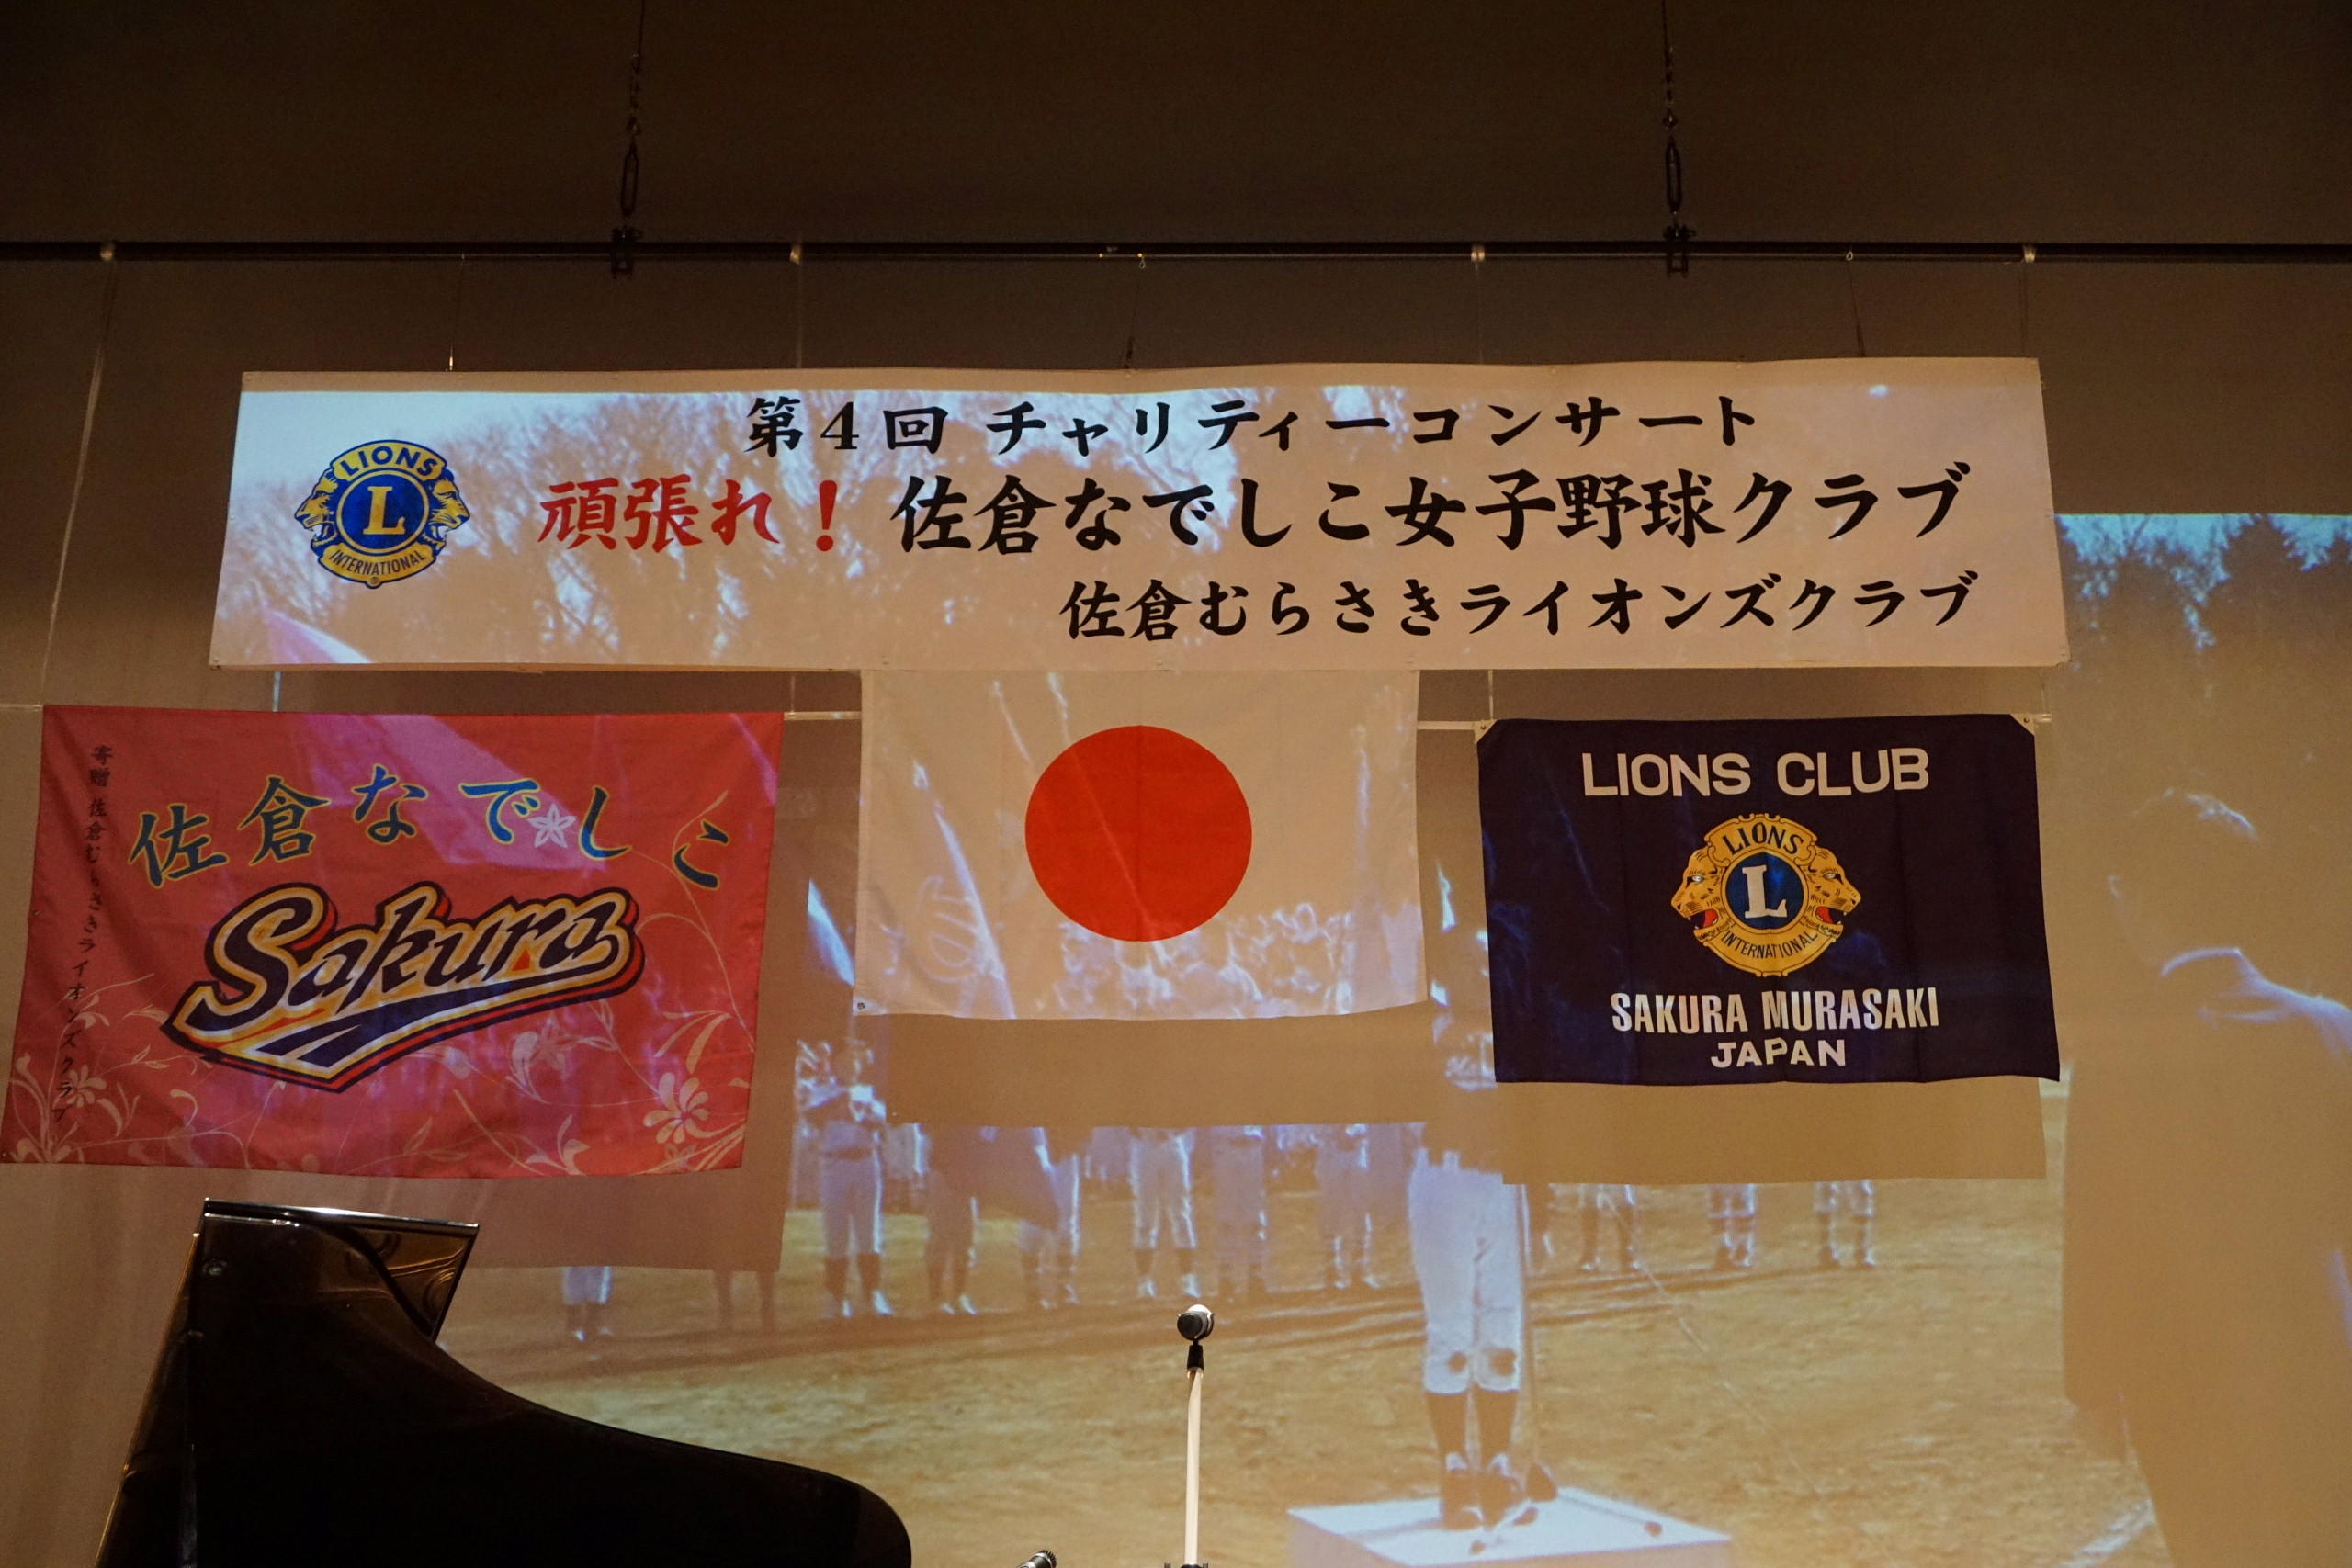 第4回 チャリティーコンサート
頑張れ！ 佐倉なでしこ女子野球クラブ
佐倉むらさきライオンズクラブ
LIONS
L
INTERNATIONAL
®
寄贈 佐倉むらさきライオンズクラブ
佐倉なでしこ
Sakura
LIONS CLUB
LIONS
L
INTERNATIONAL
SAKURA MURASAKI
JAPAN